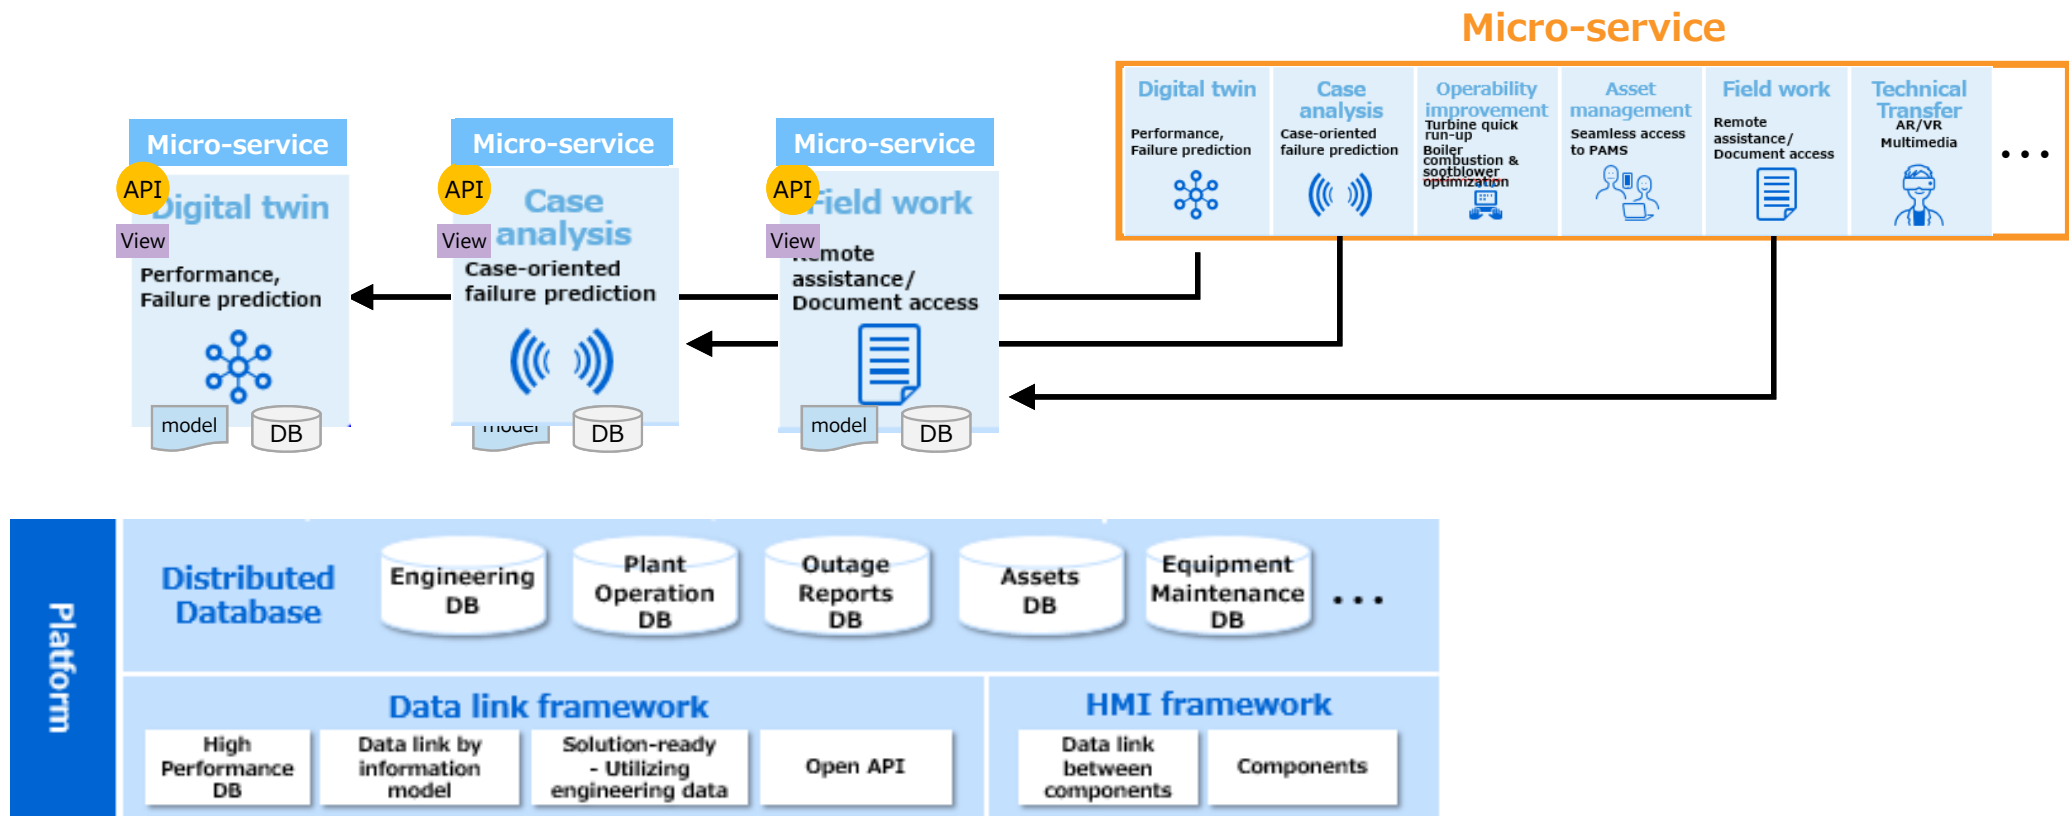 Micro-service
Digital twin
Performance,
Failure prediction
Case
analysis
Case-oriented
failure prediction
Operability
improvement
Turbine quick
run-up
Boiler
combustion &
sootblower
optimization
Asset
management
Seamless access
to PAMS
Field work
Remote
assistance/
Document access
Technical
Transfer
AR/VR
Multimedia
...
Micro-service
API
Digital twin
View
Performance,
Failure prediction
model
DB
Micro-service
API
Case
analysis
View
Case-oriented
failure prediction
model
DB
Micro-service
API
Field work
View
Remote
assistance/
Document access
model
DB
Platform
Distributed
Database
Engineering
DB
Plant
Operation
DB
Outage
Reports
DB
Assets
DB
Equipment
Maintenance
DB
...
Data link framework
High
Performance
DB
Data link by
information
model
Solution-ready
- Utilizing
engineering data
Open API
HMI framework
Data link
between
components
Components